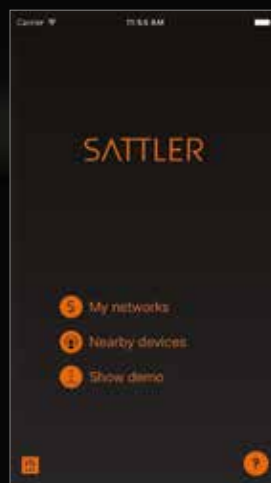 Carrier 11:55 AM
SATTLER
My networks
Nearby devices
Show demo
?